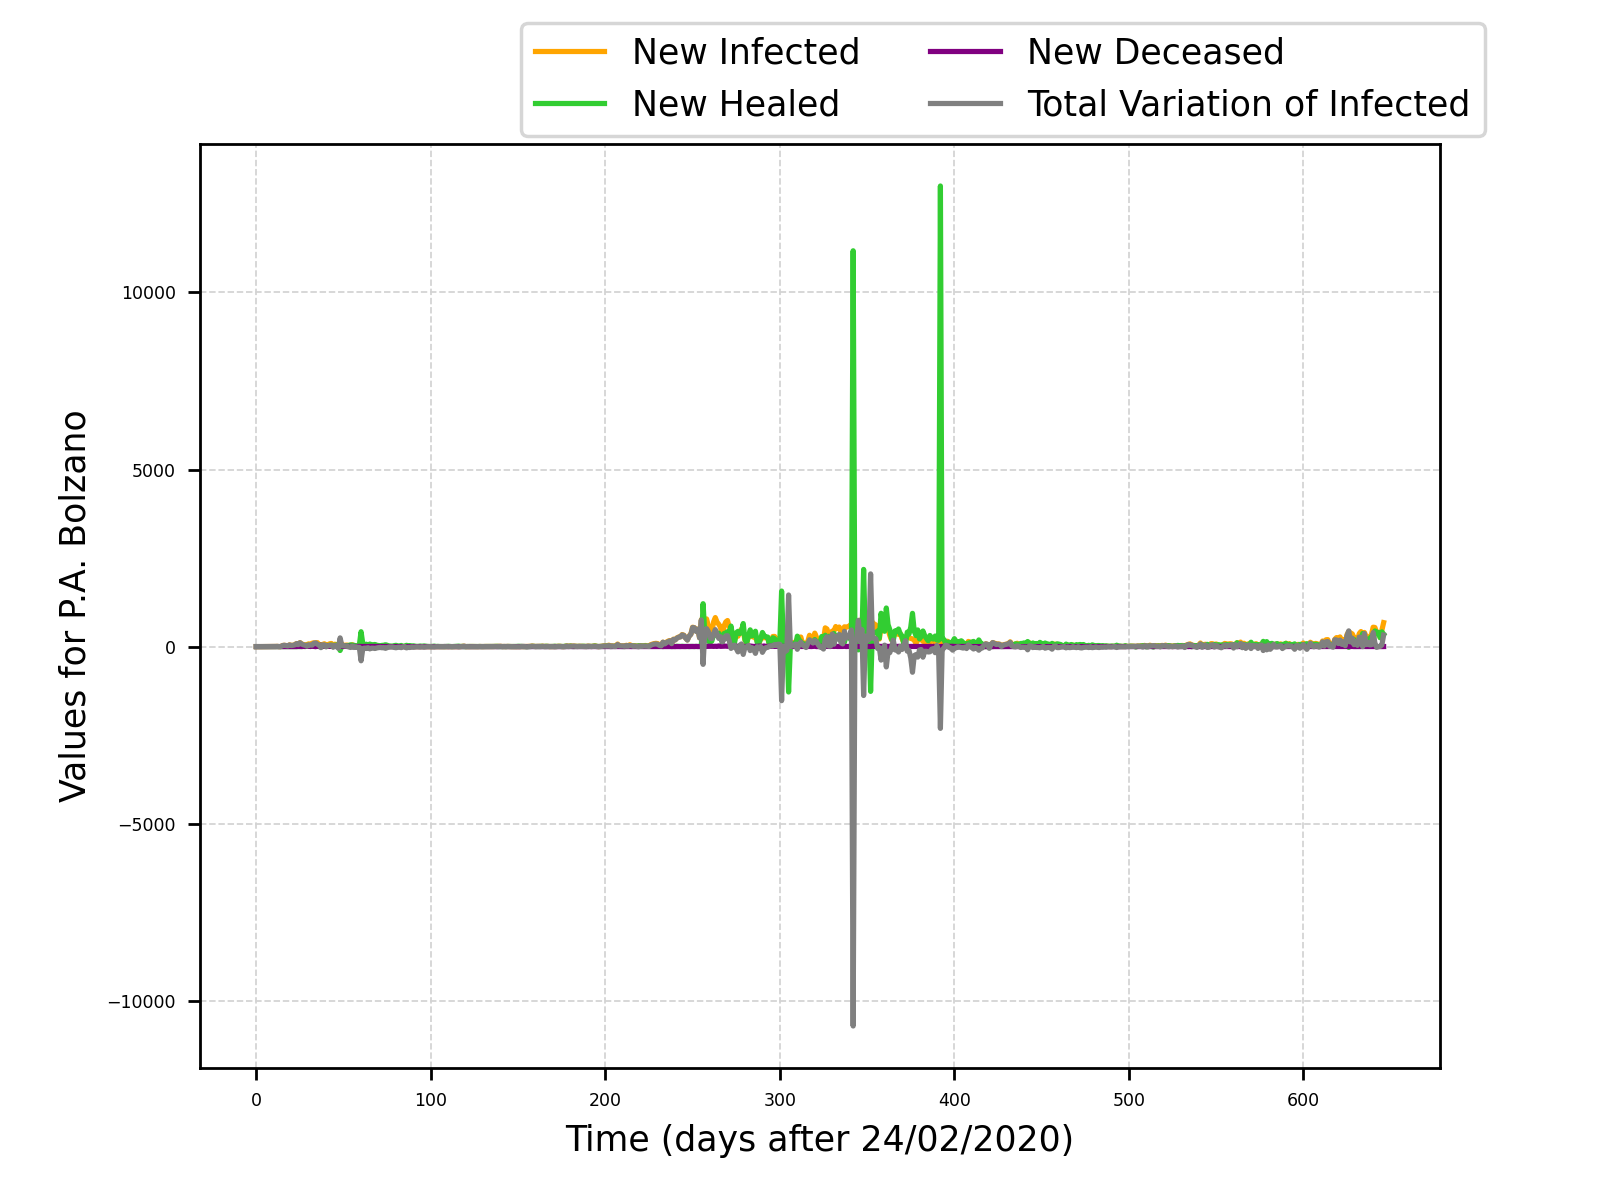 New Infected
New Healed
New Deceased
Total Variation of Infected
Values for P.A. Bolzano
10000
5000
0
−5000
−10000
0 100 200 300 400 500 600
Time (days after 24/02/2020)